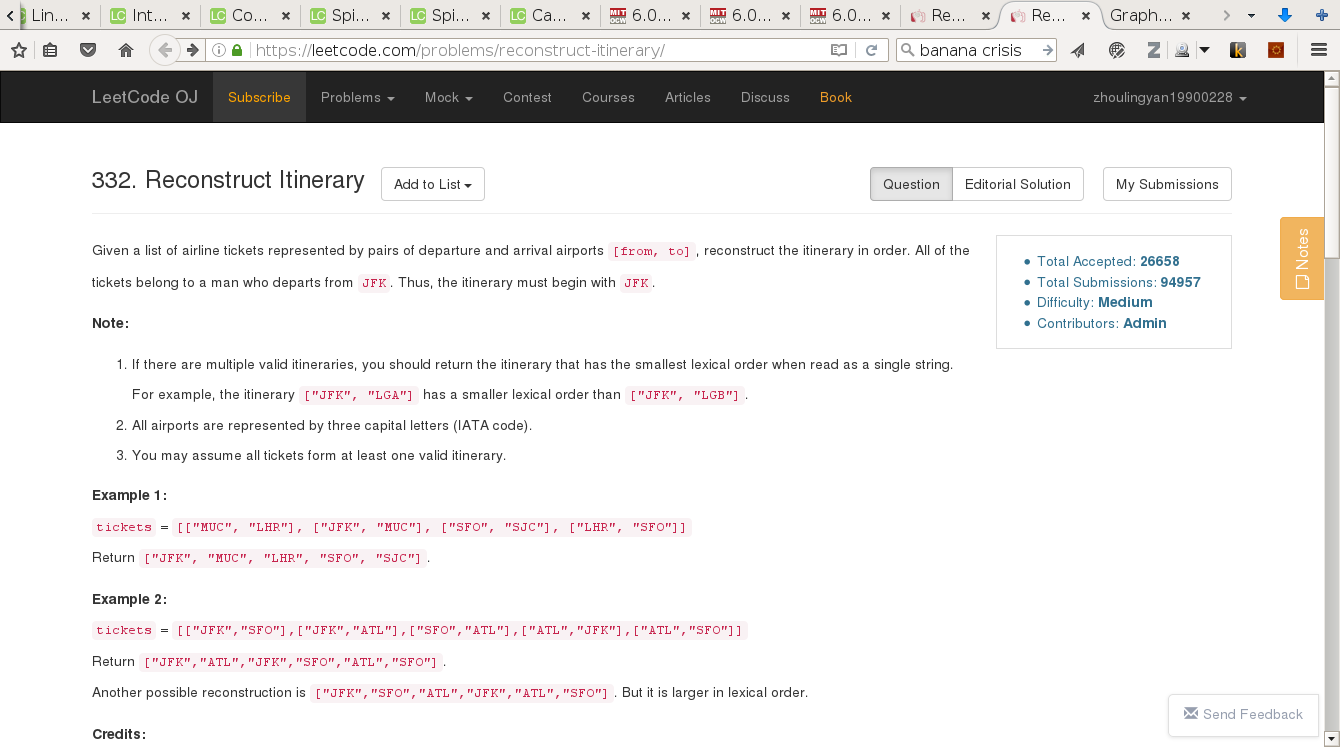 Lin... Int... Co... Spi... Spi... Ca... MIT OCW 6.0... MIT OCW 6.0... MIT OCW 6.0... Re... Re... Graph...
https://leetcode.com/problems/reconstruct-itinerary/ banana crisis
LeetCode OJ Subscribe Problems Mock Contest Courses Articles Discuss Book zhoulingyan19900228
332. Reconstruct Itinerary Add to List Question Editorial Solution My Submissions
Given a list of airline tickets represented by pairs of departure and arrival airports [from, to], reconstruct the itinerary in order. All of the
tickets belong to a man who departs from JFK. Thus, the itinerary must begin with JFK.
Total Accepted: 26658
Total Submissions: 94957
Difficulty: Medium
Contributors: Admin
Notes
Note:
1. If there are multiple valid itineraries, you should return the itinerary that has the smallest lexical order when read as a single string.
For example, the itinerary ["JFK", "LGA"] has a smaller lexical order than ["JFK", "LGB"].
2. All airports are represented by three capital letters (IATA code).
3. You may assume all tickets form at least one valid itinerary.
Example 1:
tickets = [["MUC", "LHR"], ["JFK", "MUC"], ["SFO", "SJC"], ["LHR", "SFO"]]
Return ["JFK", "MUC", "LHR", "SFO", "SJC"].
Example 2:
tickets = [["JFK","SFO"],["JFK","ATL"],["SFO","ATL"],["ATL","JFK"],["ATL","SFO"]]
Return ["JFK","ATL","JFK","SFO","ATL","SFO"].
Another possible reconstruction is ["JFK","SFO","ATL","JFK","ATL","SFO"]. But it is larger in lexical order.
Send Feedback
Credits: